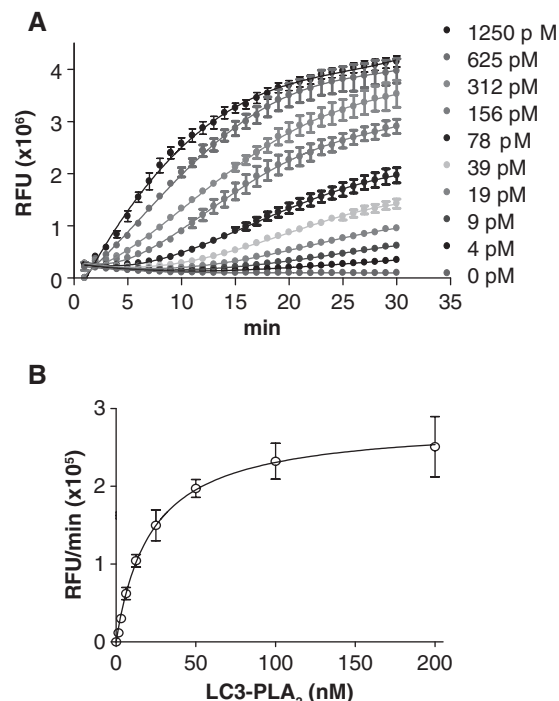 A
RFU (x10⁶)
4
3
2
1
0
0 5 10 15 20 25 30 35
min
1250 p M
625 pM
312 pM
156 pM
78 pM
39 pM
19 pM
9 pM
4 pM
0 pM
B
RFU/min (x10⁵)
3
2
1
0
0 50 100 150 200
LC3-PLA₂ (nM)